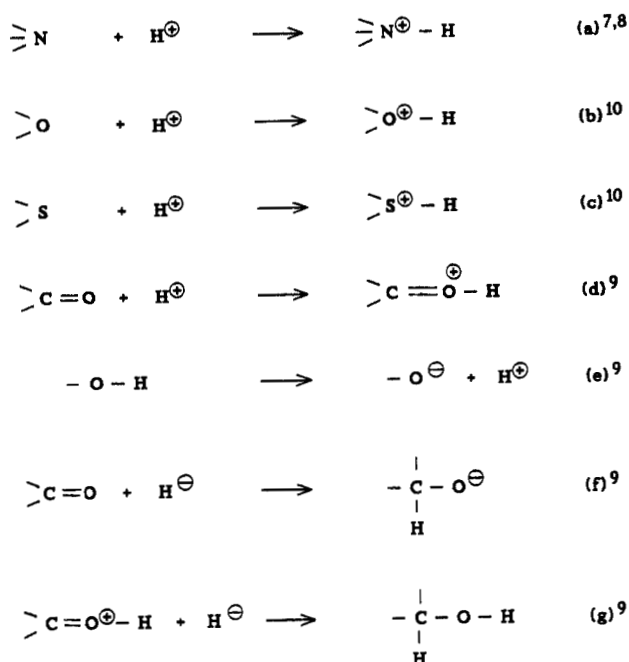 N + H⊕ ⟶ N⊕ – H (a)7,8
O + H⊕ ⟶ O⊕ – H (b)10
S + H⊕ ⟶ S⊕ – H (c)10
C = O + H⊕ ⟶ C = O⊕ – H (d)9
– O – H ⟶ – O⊖ + H⊕ (e)9
C = O + H⊖ ⟶ – C – O⊖ (f)9
H
C = O⊕ – H + H⊖ ⟶ – C – O – H (g)9
H